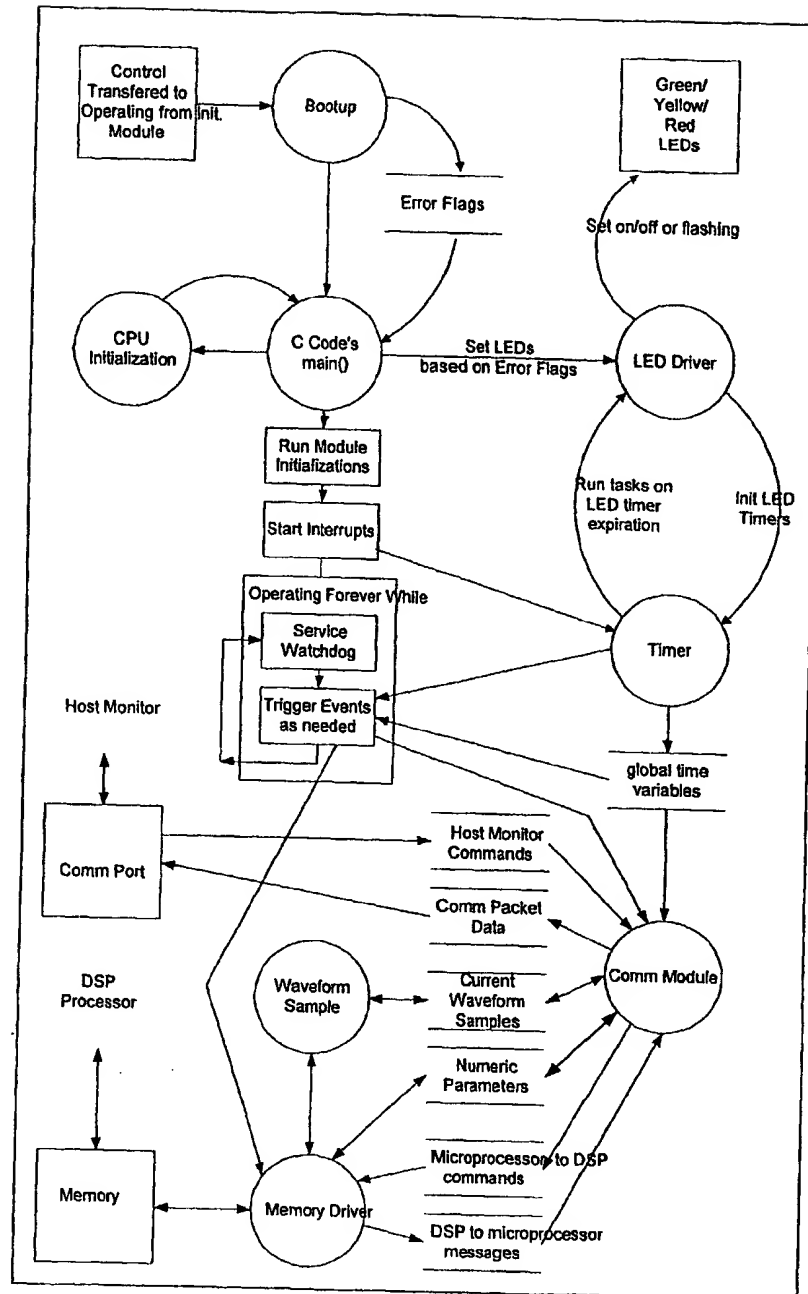 Control
Transfered to
Operating from Init.
Module
Bootup
Green/
Yellow/
Red
LEDs
Error Flags
Set on/off or flashing
CPU
Initialization
C Code's
main()
Set LEDs
based on Error Flags
LED Driver
Run Module
Initializations
Run tasks on
LED timer
expiration
Init LED
Timers
Start Interrupts
Operating Forever While
Service
Watchdog
Timer
Trigger Events
as needed
Host Monitor
global time
variables
Host Monitor
Commands
Comm Port
Comm Packet
Data
DSP
Processor
Waveform
Sample
Current
Waveform
Samples
Comm Module
Numeric
Parameters
Memory
Memory Driver
Microprocessor to DSP
commands
DSP to microprocessor
messages